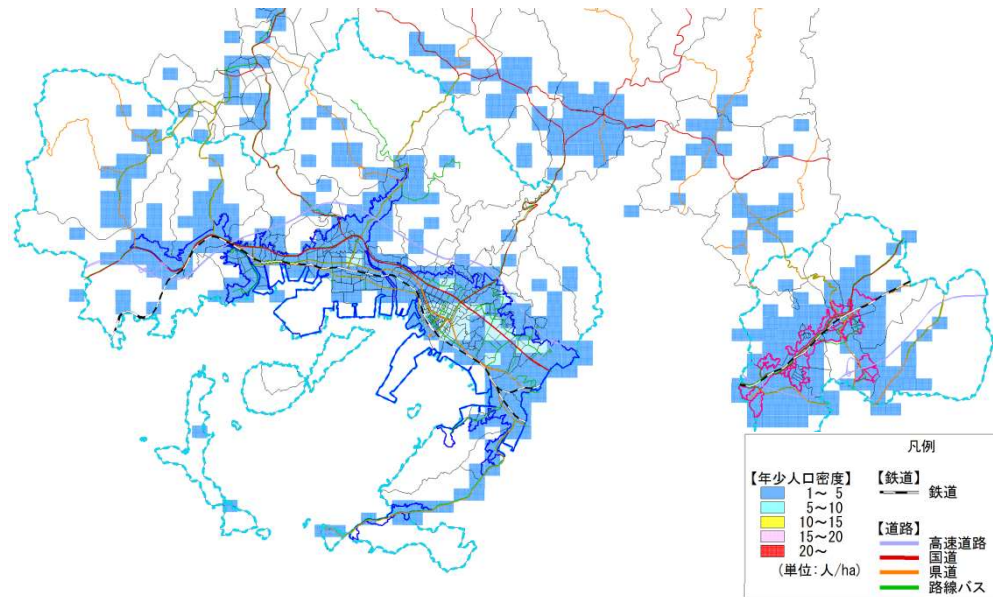 凡例
【年少人口密度】
1～ 5
5～10
10～15
15～20
20～
(単位：人/ha)
【鉄道】
鉄道
【道路】
高速道路
国道
県道
路線バス